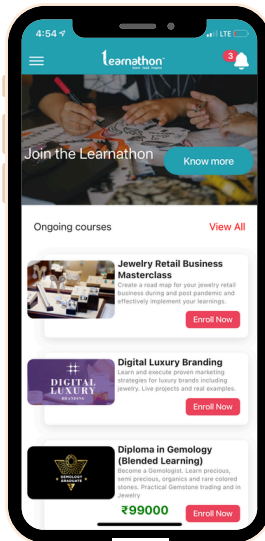 4:54
LTE
Learnathon
3
Join the Learnathon
Know more
Ongoing courses
View All
Jewelry Retail Business
Masterclass
Create a road map for your jewelry retail
business during and post pandemic and
effectively implement your learnings.
Enroll Now
DIGITAL
LUXURY
BRANDING
Digital Luxury Branding
Learn and execute proven marketing
strategies for luxury brands including
jewelry. Live projects and real examples.
Enroll Now
GEMOLOGY
GRADUATE
Diploma in Gemology
(Blended Learning)
Become a Gemologist. Learn precious,
semi precious, organics and rare colored
stones. Practical Gemstone trading and in
Jewelry
₹99000
Enroll Now